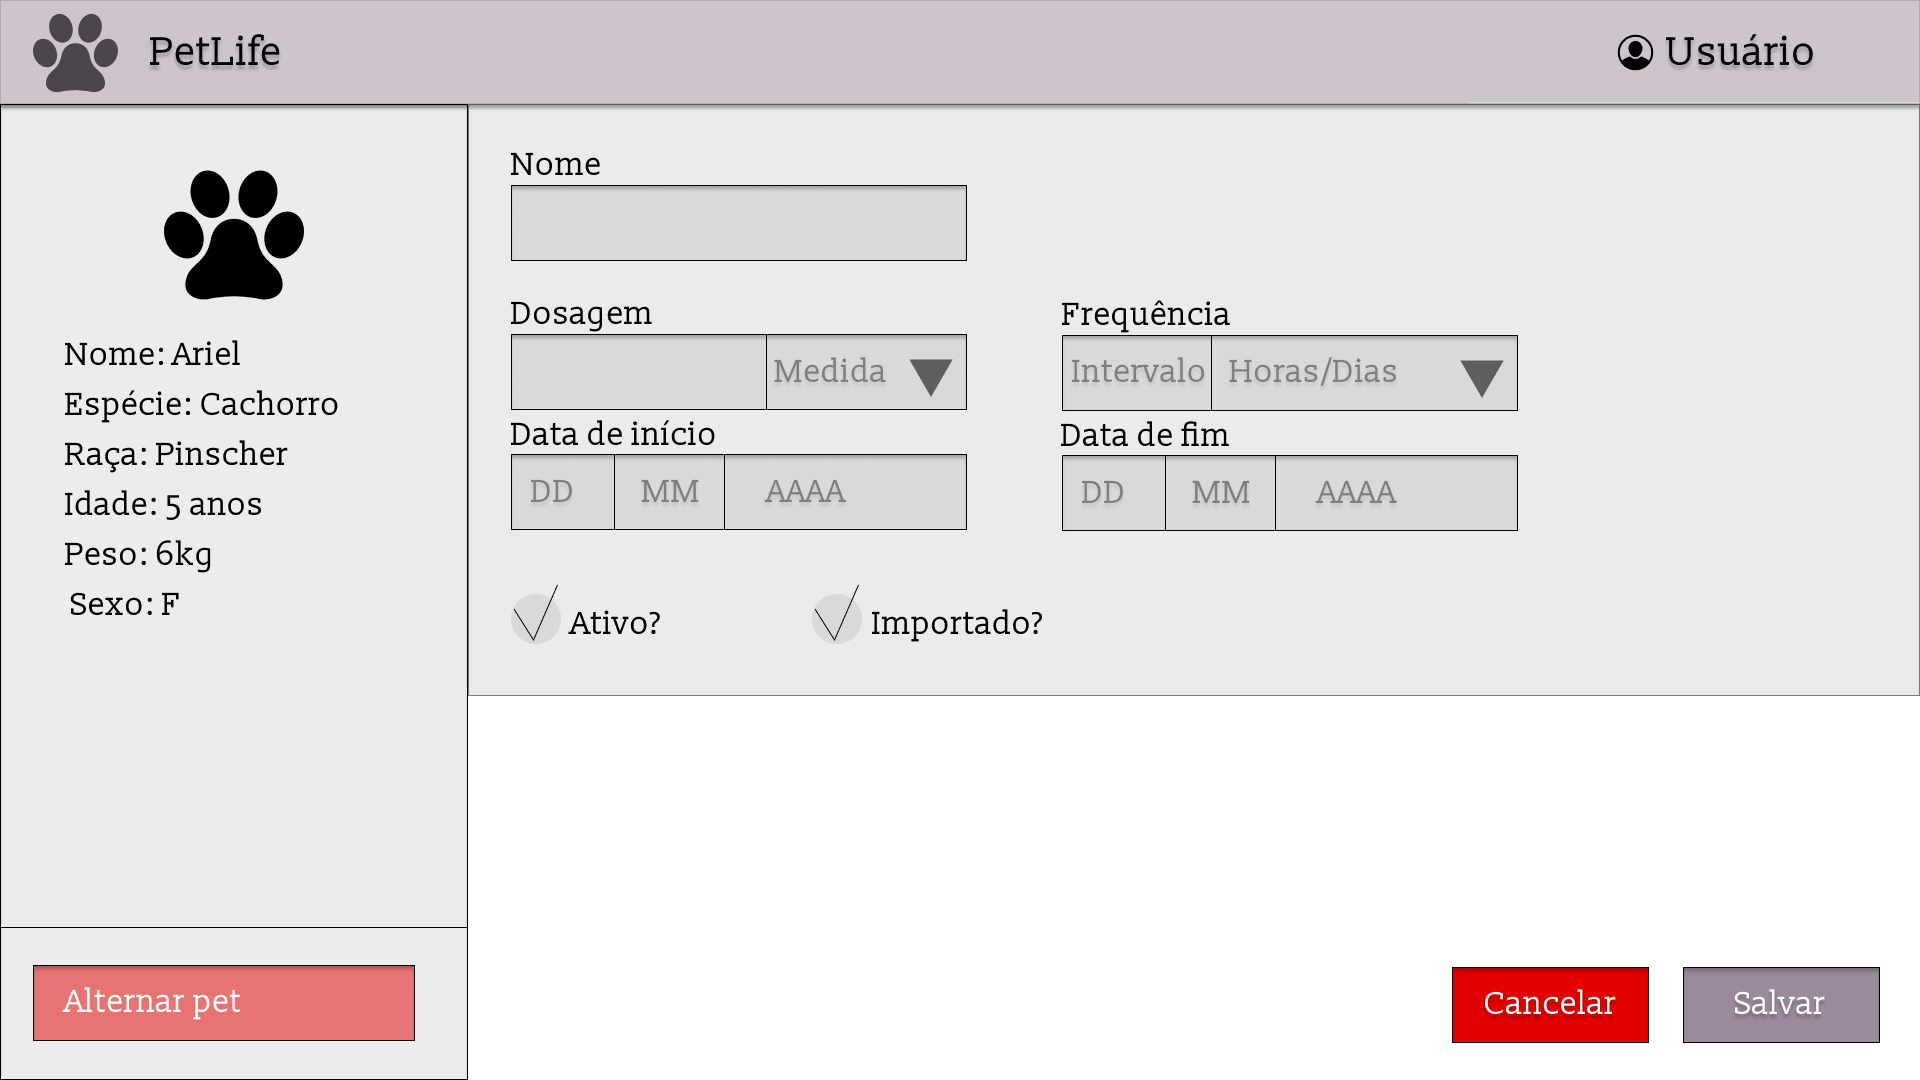 PetLife
Usuário
Nome: Ariel
Espécie: Cachorro
Raça: Pinscher
Idade: 5 anos
Peso: 6kg
Sexo: F
Alternar pet
Nome
Dosagem
Medida
Frequência
Intervalo
Horas/Dias
Data de início
DD
MM
AAAA
Data de fim
DD
MM
AAAA
Ativo?
Importado?
Cancelar
Salvar